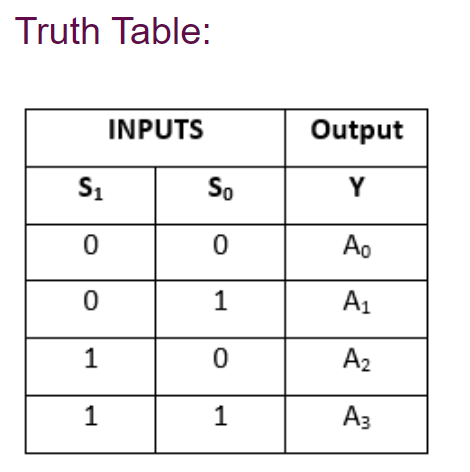 Truth Table:
INPUTS Output
S₁ S₀ Y
0 0 A₀
0 1 A₁
1 0 A₂
1 1 A₃